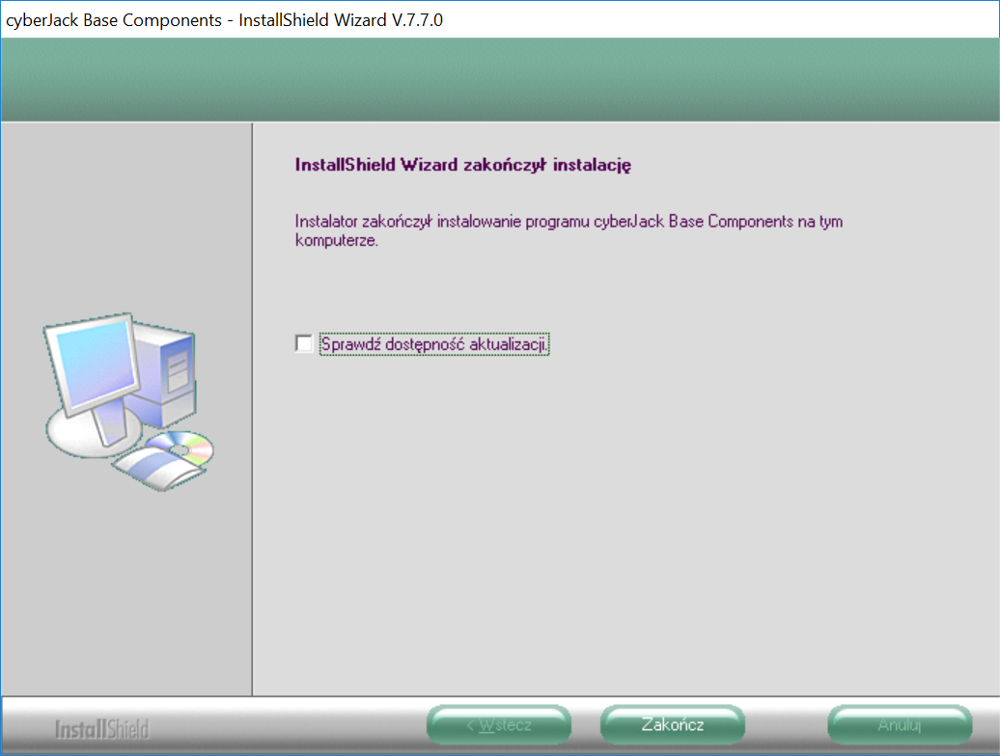 cyberJack Base Components - InstallShield Wizard V.7.7.0
InstallShield Wizard zakończył instalację
Instalator zakończył instalowanie programu cyberJack Base Components na tym
komputerze.
Sprawdź dostępność aktualizacji.
InstallShield
< Wstecz
Zakończ
Anuluj